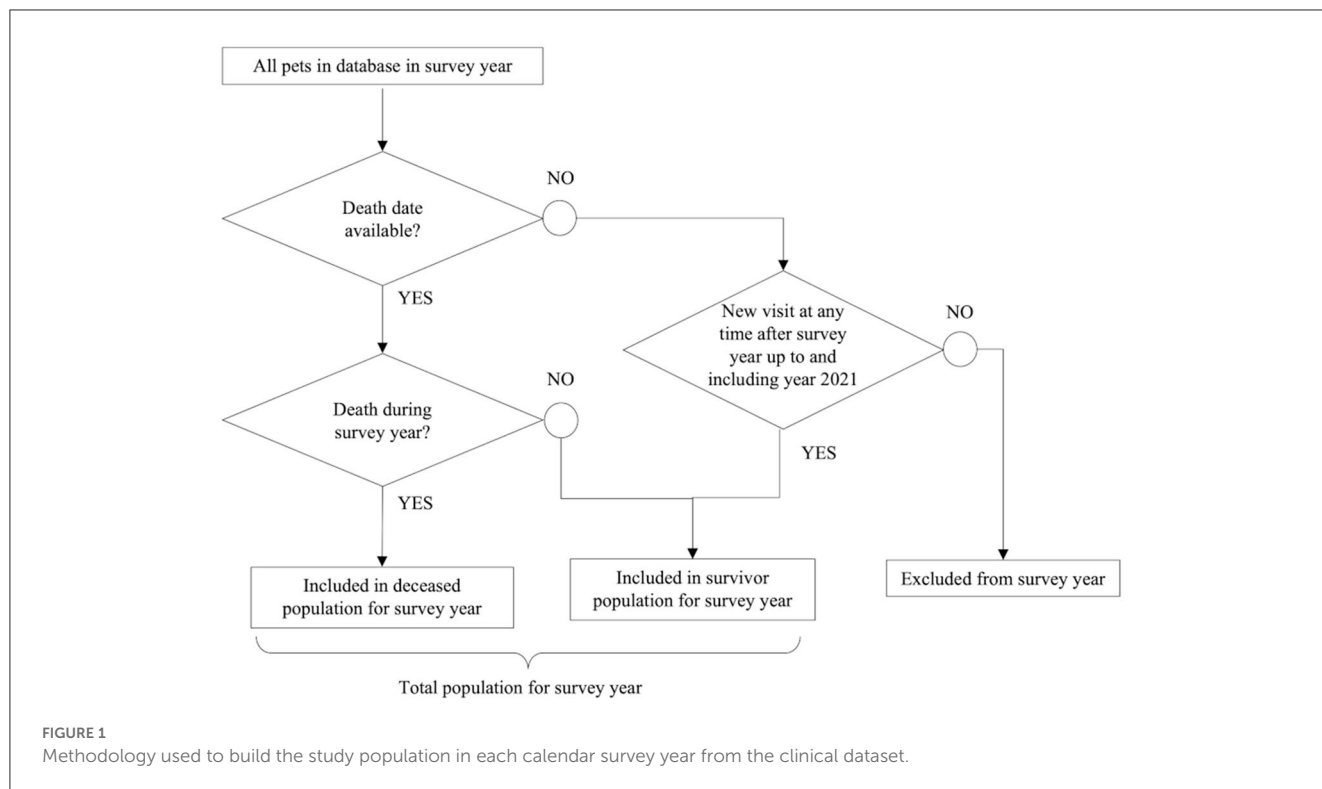 All pets in database in survey year
NO
Death date
available?
YES
New visit at any
time after survey
year up to and
including year 2021
NO
NO
Death during
survey year?
YES
YES
Included in deceased
population for survey year
Included in survivor
population for survey year
Excluded from survey year
Total population for survey year
FIGURE 1
Methodology used to build the study population in each calendar survey year from the clinical dataset.